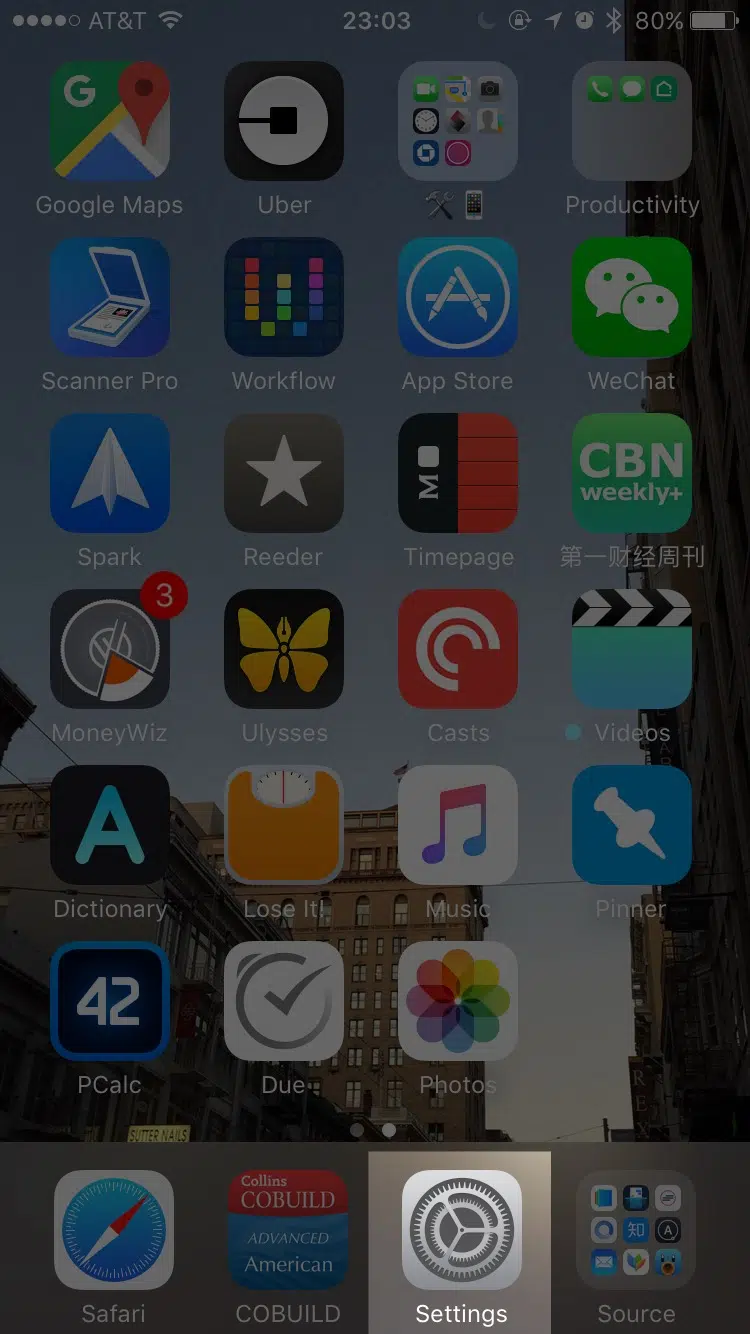 AT&T 23:03 80%
Google Maps Uber 🛠📱 Productivity
Scanner Pro Workflow App Store WeChat
M
CBN
weekly+
Spark Reeder Timepage 第一财经周刊
3
MoneyWiz Ulysses Casts Videos
Dictionary Lose It! Music Pinner
42
PCalc Due Photos
SUTTER NAILS
Collins
COBUILD
ADVANCED
American
知 A
Safari COBUILD Settings Source